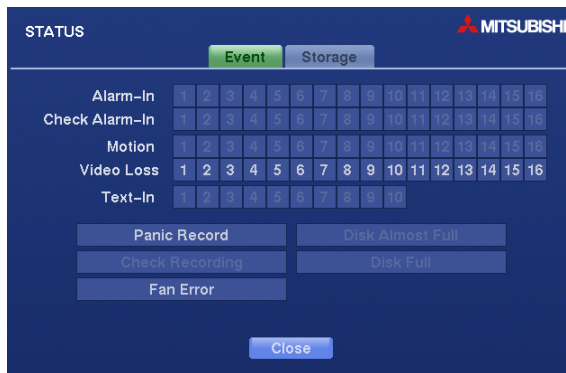 STATUS
MITSUBISHI
Event Storage
Alarm-In 1 2 3 4 5 6 7 8 9 10 11 12 13 14 15 16
Check Alarm-In 1 2 3 4 5 6 7 8 9 10 11 12 13 14 15 16
Motion 1 2 3 4 5 6 7 8 9 10 11 12 13 14 15 16
Video Loss 1 2 3 4 5 6 7 8 9 10 11 12 13 14 15 16
Text-In 1 2 3 4 5 6 7 8 9 10
Panic Record Disk Almost Full
Check Recording Disk Full
Fan Error
Close